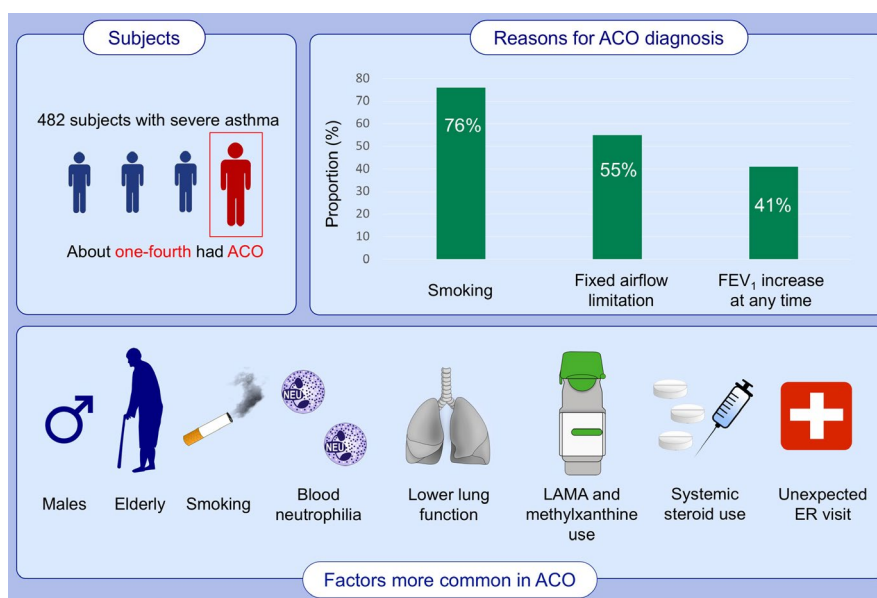 Subjects
482 subjects with severe asthma
About one-fourth had ACO
Reasons for ACO diagnosis
Proportion (%)
80
70
60
50
40
30
20
10
0
76%
55%
41%
Smoking
Fixed airflow
limitation
FEV₁ increase
at any time
NEU
NEU
Males
Elderly
Smoking
Blood
neutrophilia
Lower lung
function
LAMA and
methylxanthine
use
Systemic
steroid use
Unexpected
ER visit
Factors more common in ACO